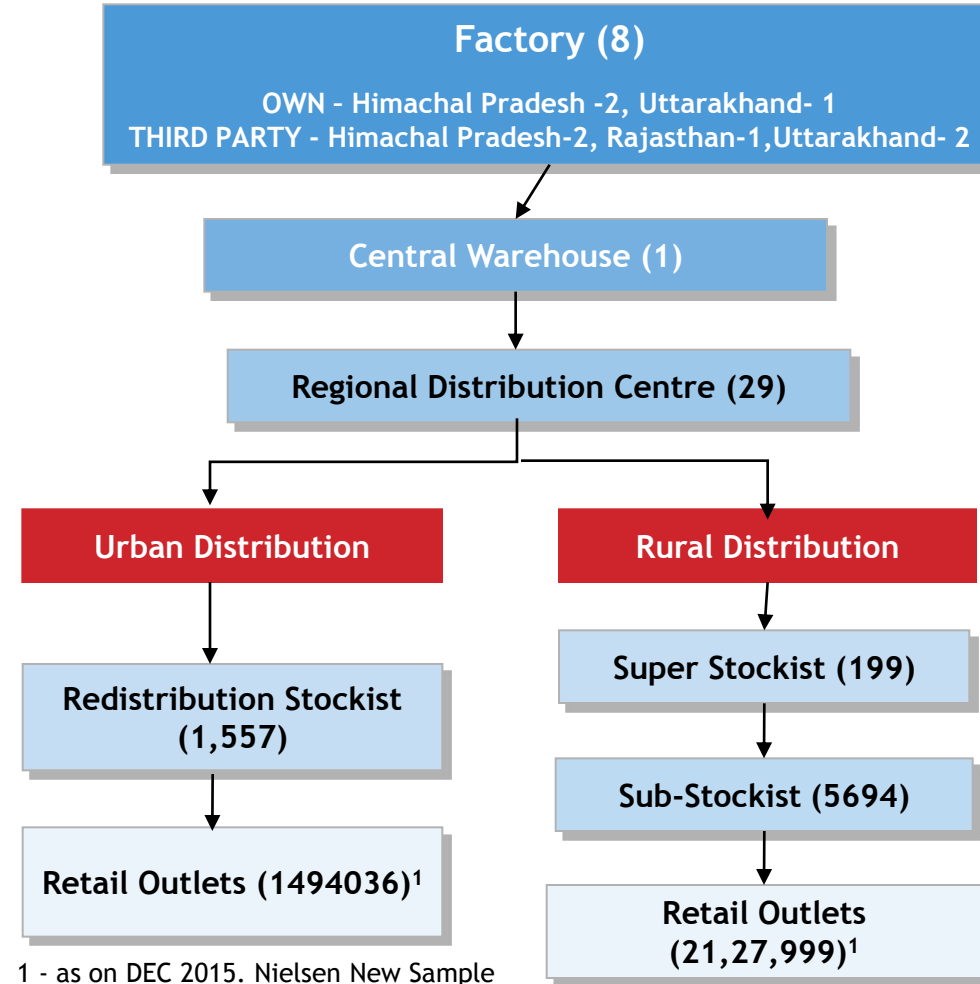 Factory (8)
OWN – Himachal Pradesh -2, Uttarakhand- 1
THIRD PARTY - Himachal Pradesh-2, Rajasthan-1,Uttarakhand- 2
Central Warehouse (1)
Regional Distribution Centre (29)
Urban Distribution
Redistribution Stockist
(1,557)
Retail Outlets (1494036)¹
Rural Distribution
Super Stockist (199)
Sub-Stockist (5694)
Retail Outlets
(21,27,999)¹
1 - as on DEC 2015. Nielsen New Sample